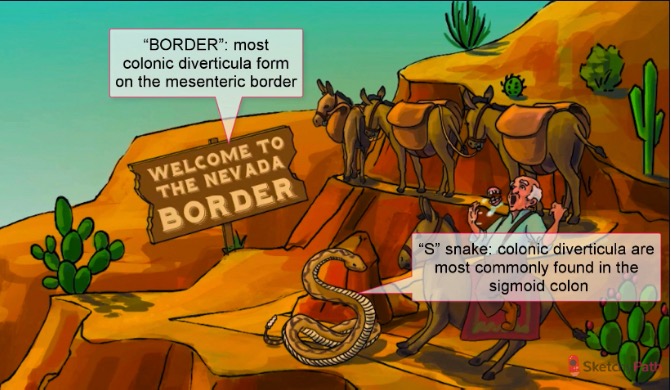 “BORDER”: most
colonic diverticula form
on the mesenteric border
WELCOME TO
THE NEVADA
BORDER
“S” snake: colonic diverticula are
most commonly found in the
sigmoid colon